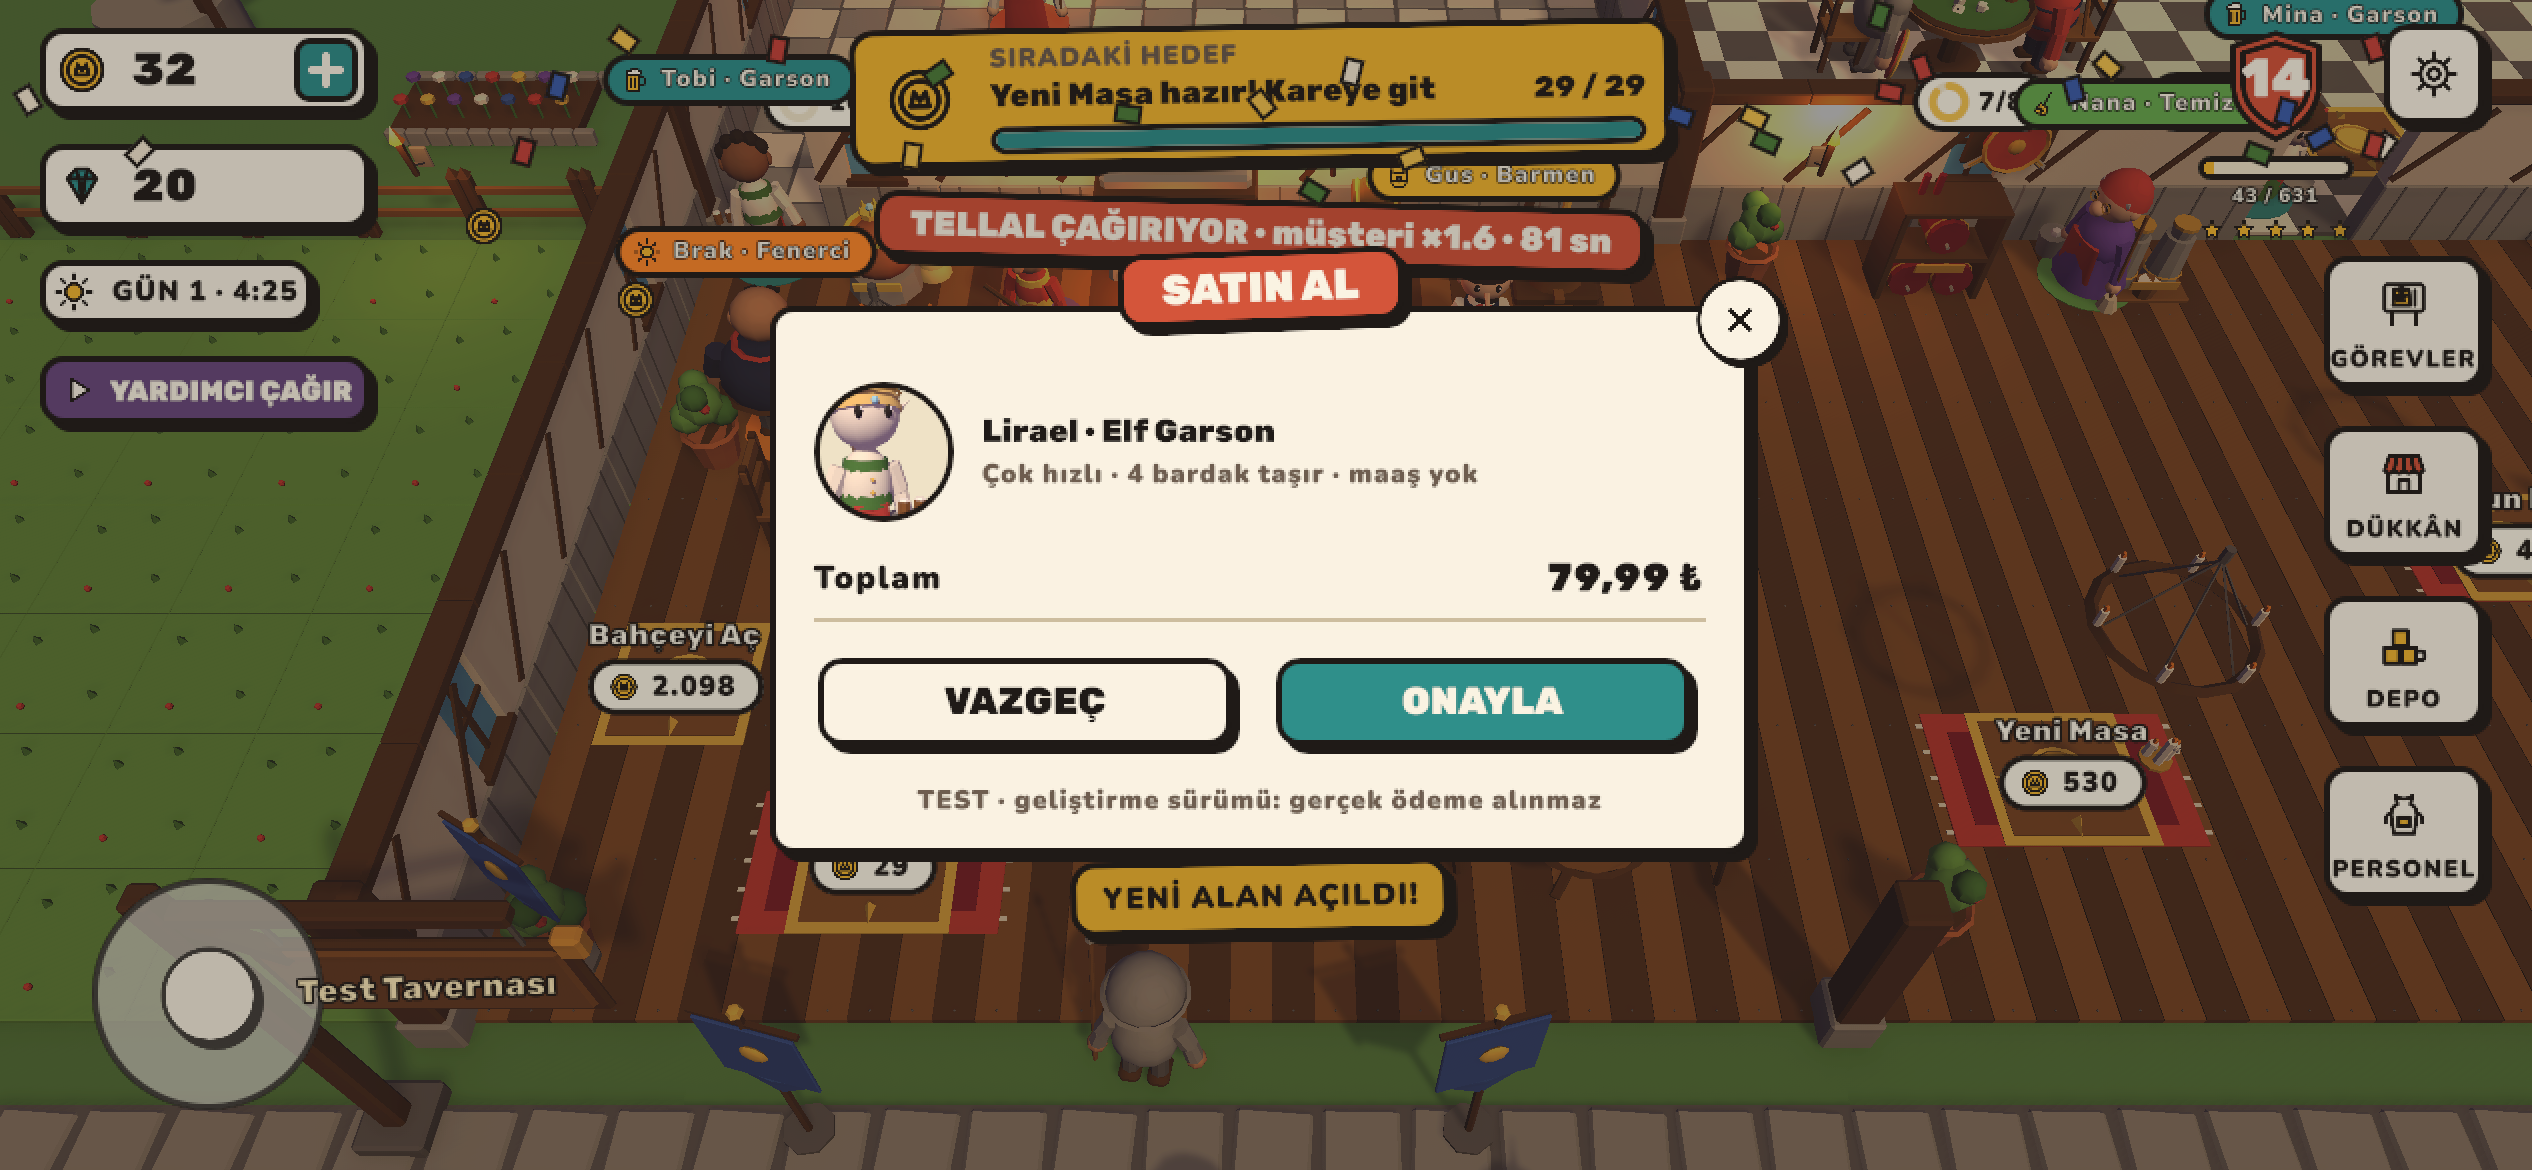 32
20
GÜN 1 · 4:25
YARDIMCI ÇAĞIR
Tobi · Garson
SIRADAKİ HEDEF
Yeni Masa hazır! Kareye git
29 / 29
Gus · Barmen
TELLAL ÇAĞIRIYOR · müşteri ×1.6 · 81 sn
Brak · Fenerci
Mina · Garson
7/8
Nana · Temiz
14
43 / 631
GÖREVLER
DÜKKÂN
DEPO
PERSONEL
SATIN AL
Lirael · Elf Garson
Çok hızlı · 4 bardak taşır · maaş yok
Toplam
79,99 ₺
VAZGEÇ
ONAYLA
TEST · geliştirme sürümü: gerçek ödeme alınmaz
Bahçeyi Aç
2.098
29
YENİ ALAN AÇILDI!
Yeni Masa
530
Test Tavernası